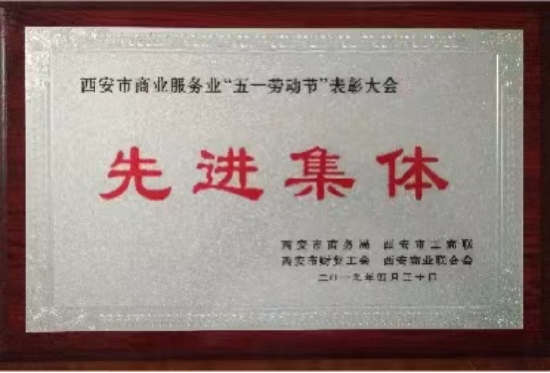 西安市商业服务业“五一劳动节”表彰大会
先进集体
西安市商务局 西安市工商联
西安市财贸工会 西安商业联合会
二〇一九年四月三十日